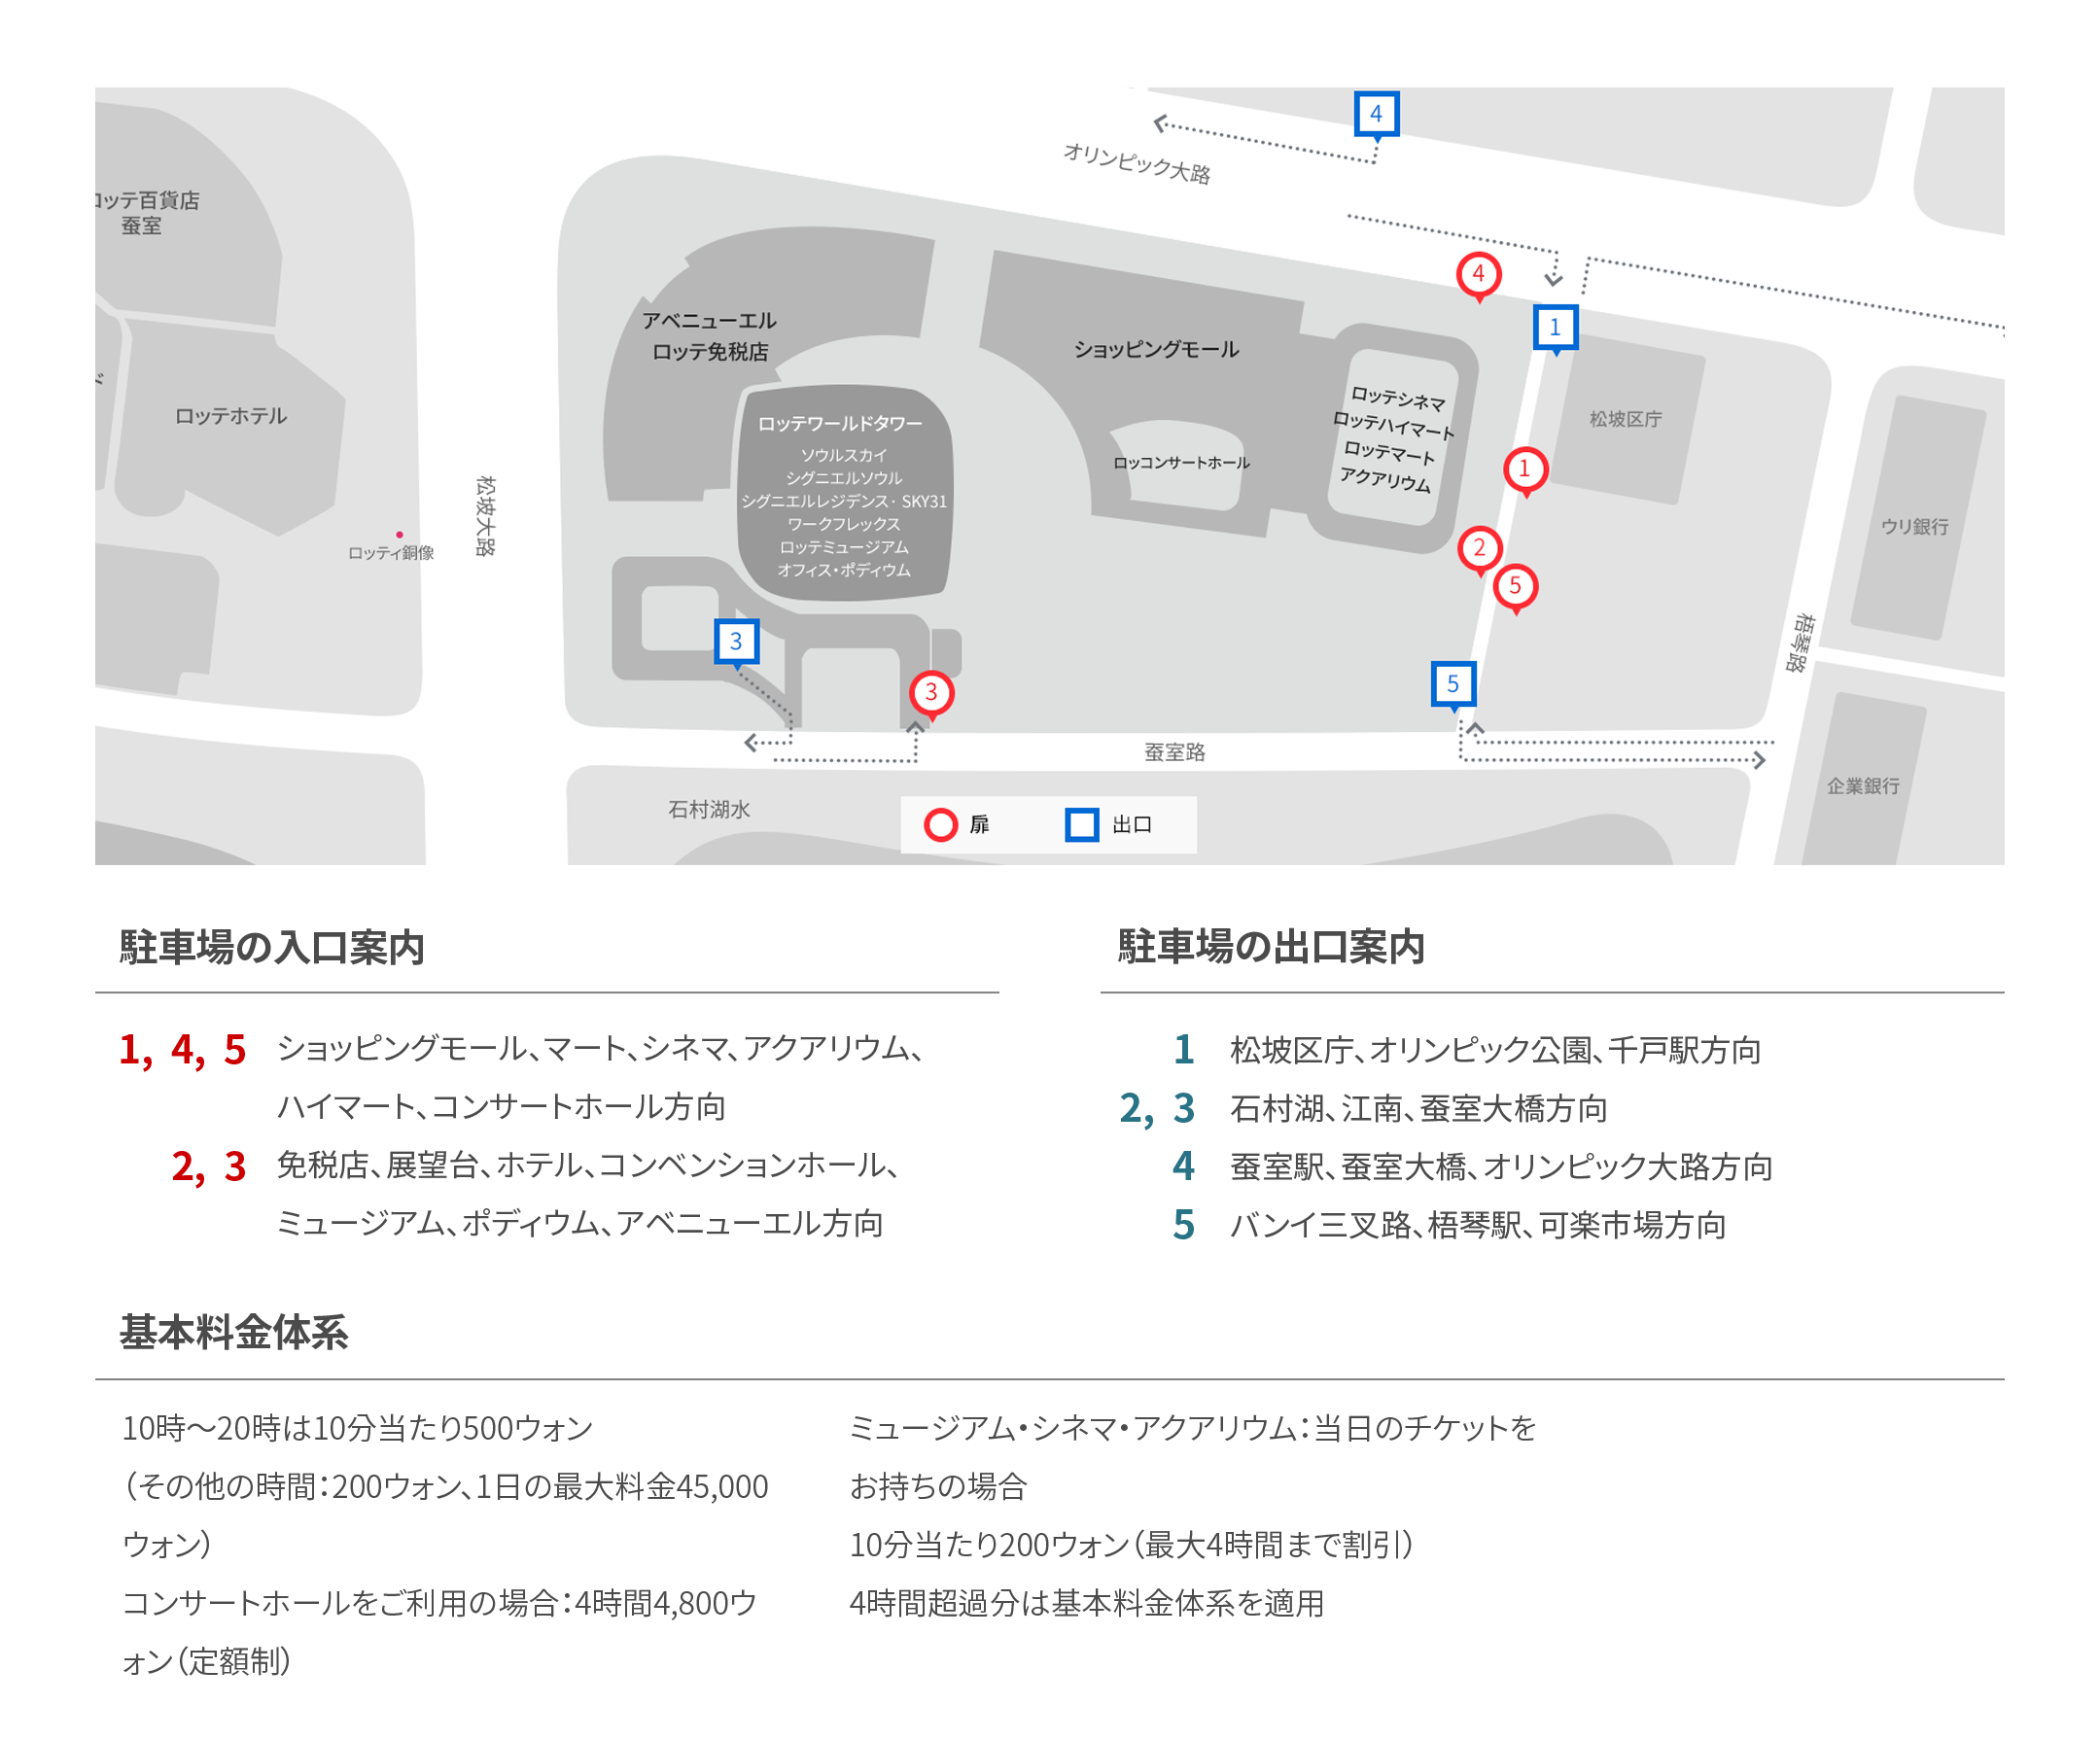 4
オリンピック大路
ロッテ百貨店
蚕室
4
1
アベニューエル
ロッテ免税店
ショッピングモール
ロッテシネマ
ロッテハイマート
ロッテマート
アクアリウム
松坡区庁
ド
ロッテホテル
ロッテワールドタワー
ソウルスカイ
シグニエルソウル
シグニエルレジデンス· SKY31
ワークフレックス
ロッテミュージアム
オフィス・ポディウム
ロッコンサートホール
1
2
5
ウリ銀行
松坡大路
ロッティ銅像
3
3
5
梧琴路
蚕室路
企業銀行
石村湖水
扉
出口
駐車場の入口案内
1, 4, 5 ショッピングモール、マート、シネマ、アクアリウム、
ハイマート、コンサートホール方向
2, 3 免税店、展望台、ホテル、コンベンションホール、
ミュージアム、ポディウム、アベニューエル方向
駐車場の出口案内
1 松坡区庁、オリンピック公園、千戸駅方向
2, 3 石村湖、江南、蚕室大橋方向
4 蚕室駅、蚕室大橋、オリンピック大路方向
5 バンイ三叉路、梧琴駅、可楽市場方向
基本料金体系
10時～20時は10分当たり500ウォン
（その他の時間：200ウォン、1日の最大料金45,000
ウォン）
コンサートホールをご利用の場合：4時間4,800ウ
ォン（定額制）
ミュージアム・シネマ・アクアリウム：当日のチケットを
お持ちの場合
10分当たり200ウォン（最大4時間まで割引）
4時間超過分は基本料金体系を適用